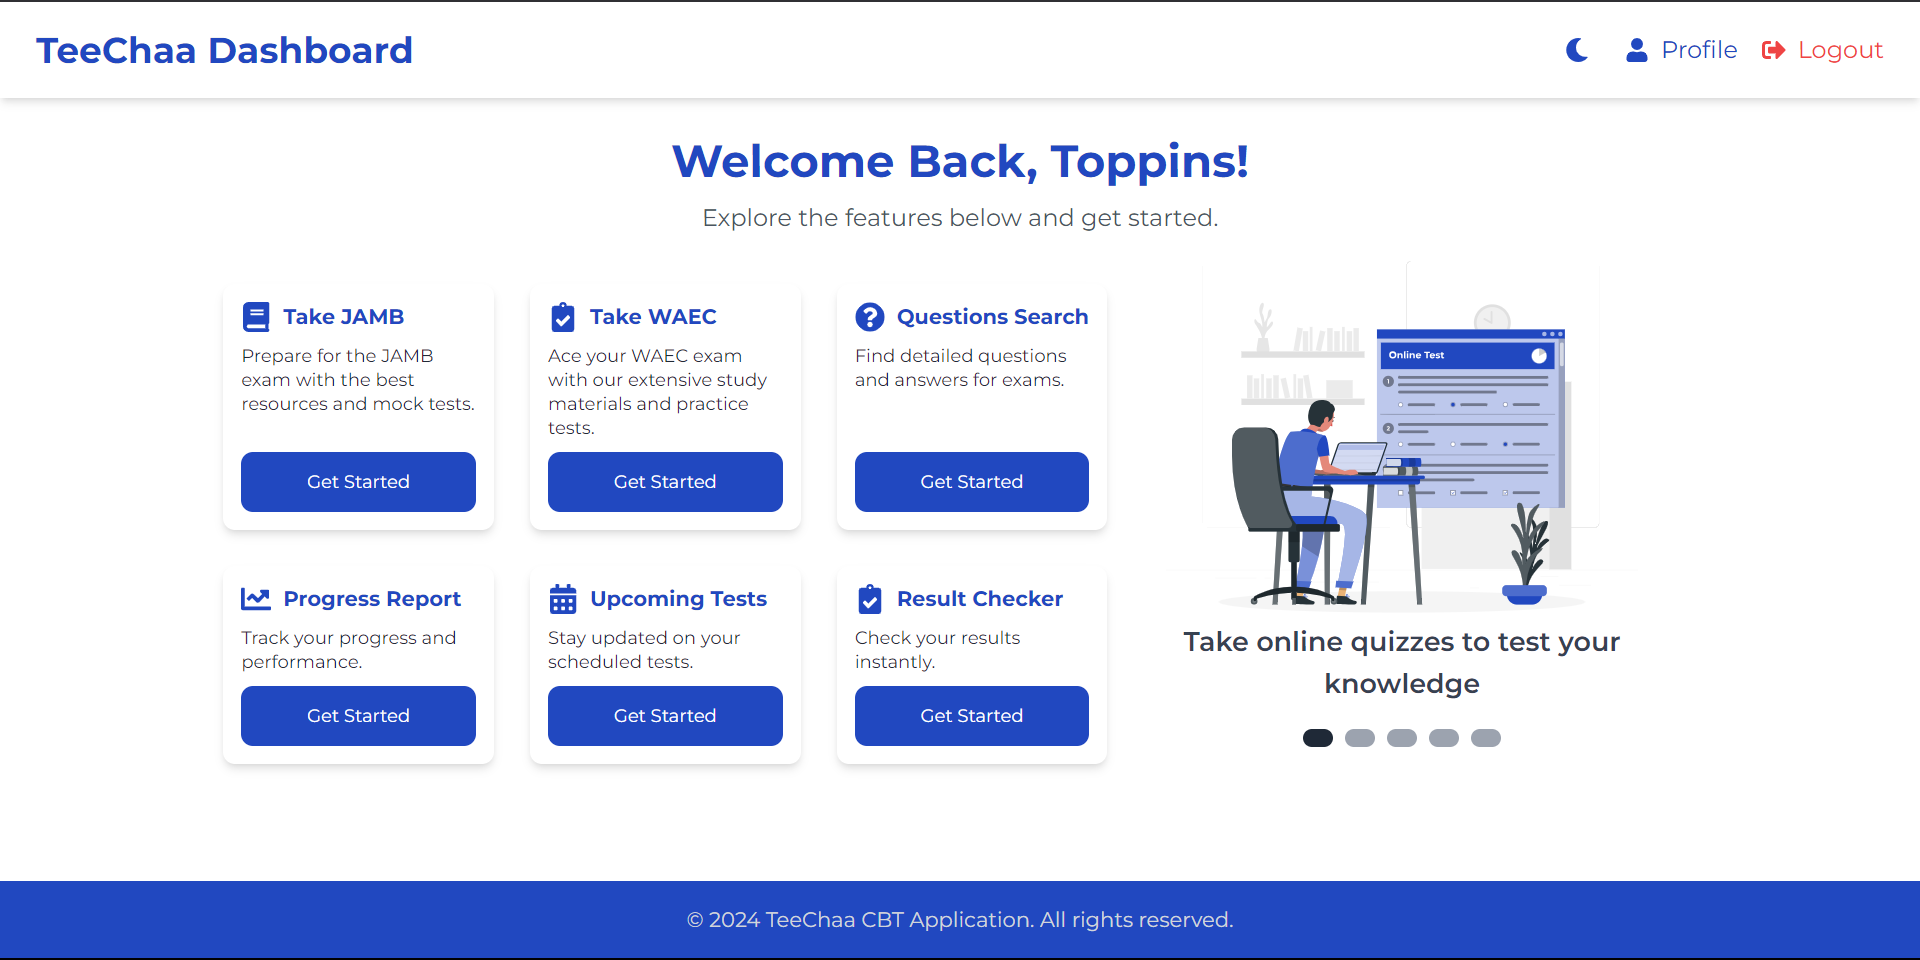 TeeChaa Dashboard
Profile
Logout
Welcome Back, Toppins!
Explore the features below and get started.
Take JAMB
Prepare for the JAMB
exam with the best
resources and mock tests.
Get Started
Take WAEC
Ace your WAEC exam
with our extensive study
materials and practice
tests.
Get Started
Questions Search
Find detailed questions
and answers for exams.
Get Started
Progress Report
Track your progress and
performance.
Get Started
Upcoming Tests
Stay updated on your
scheduled tests.
Get Started
Result Checker
Check your results
instantly.
Get Started
Online Test
1
2
Take online quizzes to test your
knowledge
© 2024 TeeChaa CBT Application. All rights reserved.